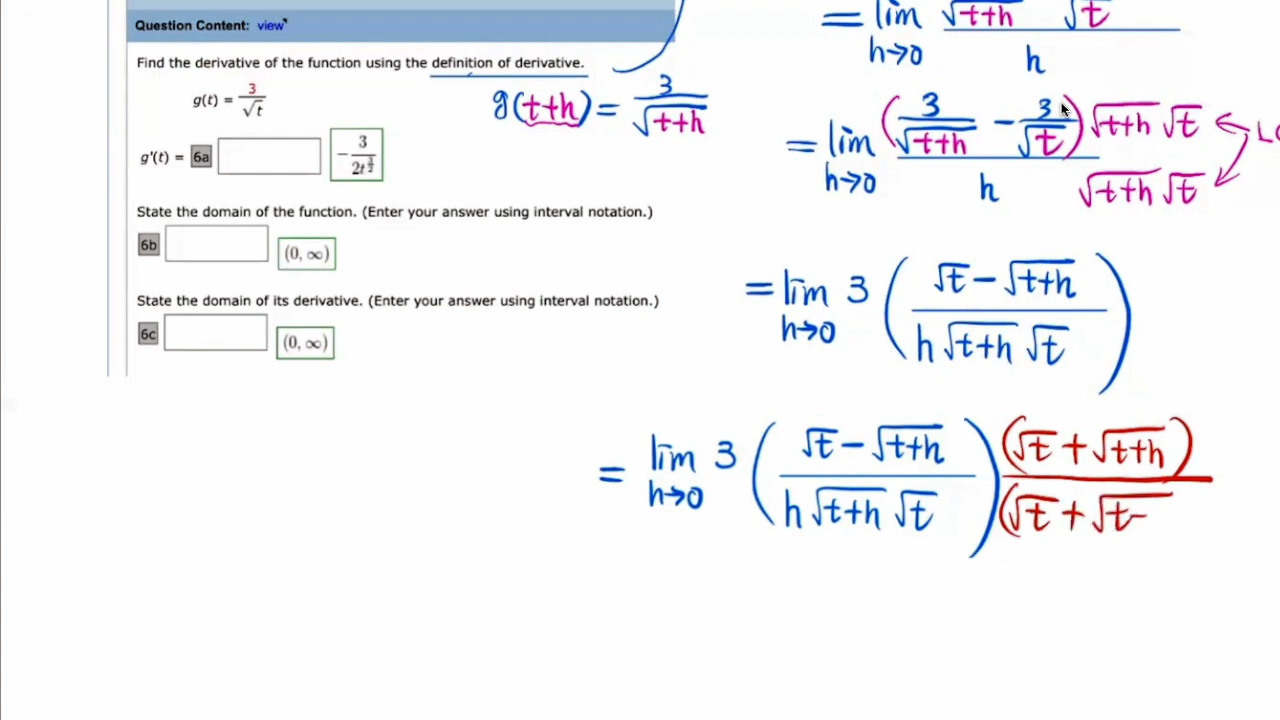 Question Content: view
Find the derivative of the function using the definition of derivative.
g(t) = 3/√t
g'(t) = 6a
-3/(2t^(3/2))
State the domain of the function. (Enter your answer using interval notation.)
6b (0, ∞)
State the domain of its derivative. (Enter your answer using interval notation.)
6c (0, ∞)
g(t+h) = 3/√(t+h)
= lim h→0 √(t+h) √t / h
= lim h→0 (3/√(t+h) − 3/√t) √(t+h) √t / h √(t+h) √t
= lim h→0 3 ((√t − √(t+h)) / (h √(t+h) √t))
= lim h→0 3 ((√t − √(t+h)) / (h √(t+h) √t)) (√t + √(t+h)) / (√t + √t